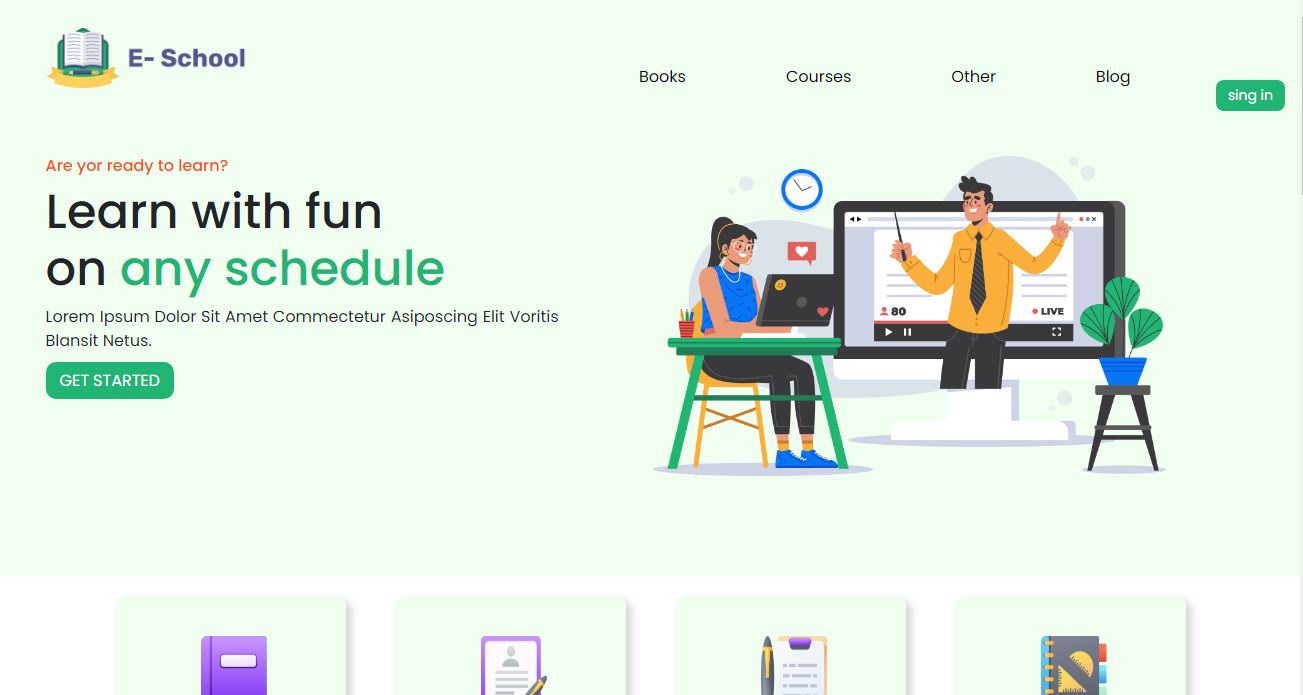 E- School
Books
Courses
Other
Blog
sing in
Are yor ready to learn?
Learn with fun
on any schedule
Lorem Ipsum Dolor Sit Amet Commectetur Asiposcing Elit Voritis
Blansit Netus.
GET STARTED
80
LIVE